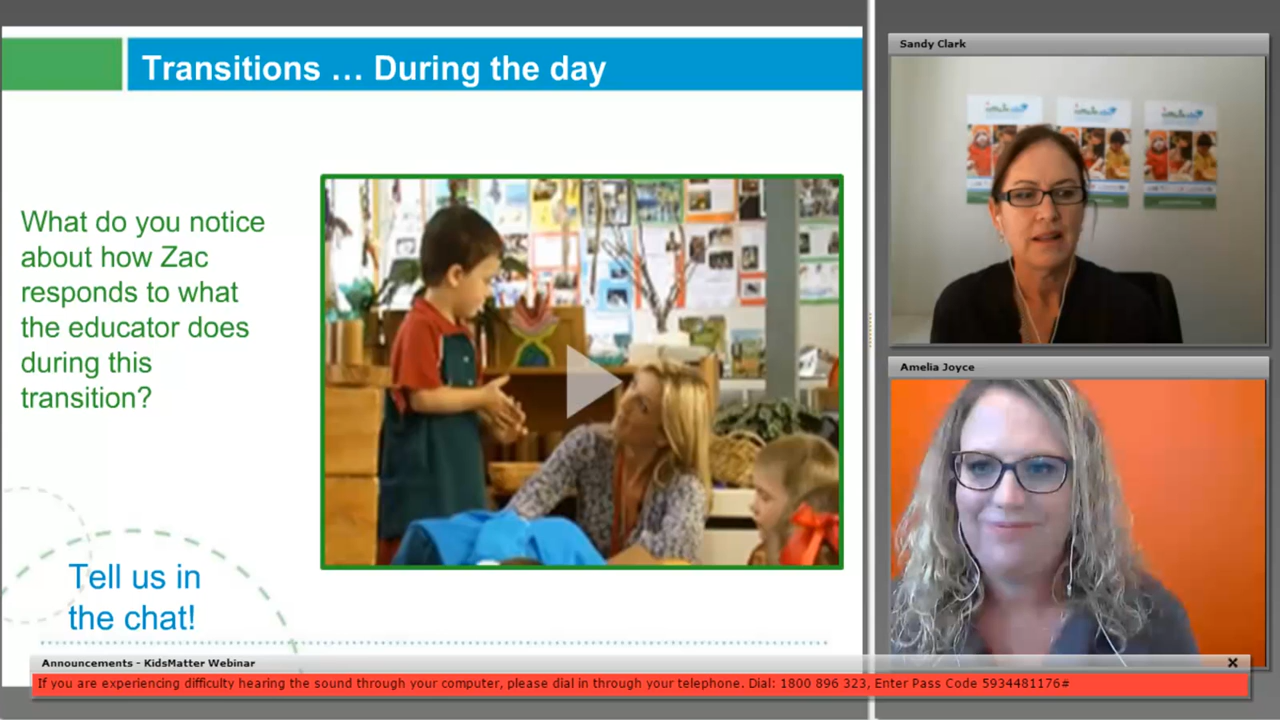 Transitions … During the day
What do you notice
about how Zac
responds to what
the educator does
during this
transition?
Tell us in
the chat!
Sandy Clark
Amelia Joyce
Announcements - KidsMatter Webinar
If you are experiencing difficulty hearing the sound through your computer, please dial in through your telephone. Dial: 1800 896 323, Enter Pass Code 5934481176#